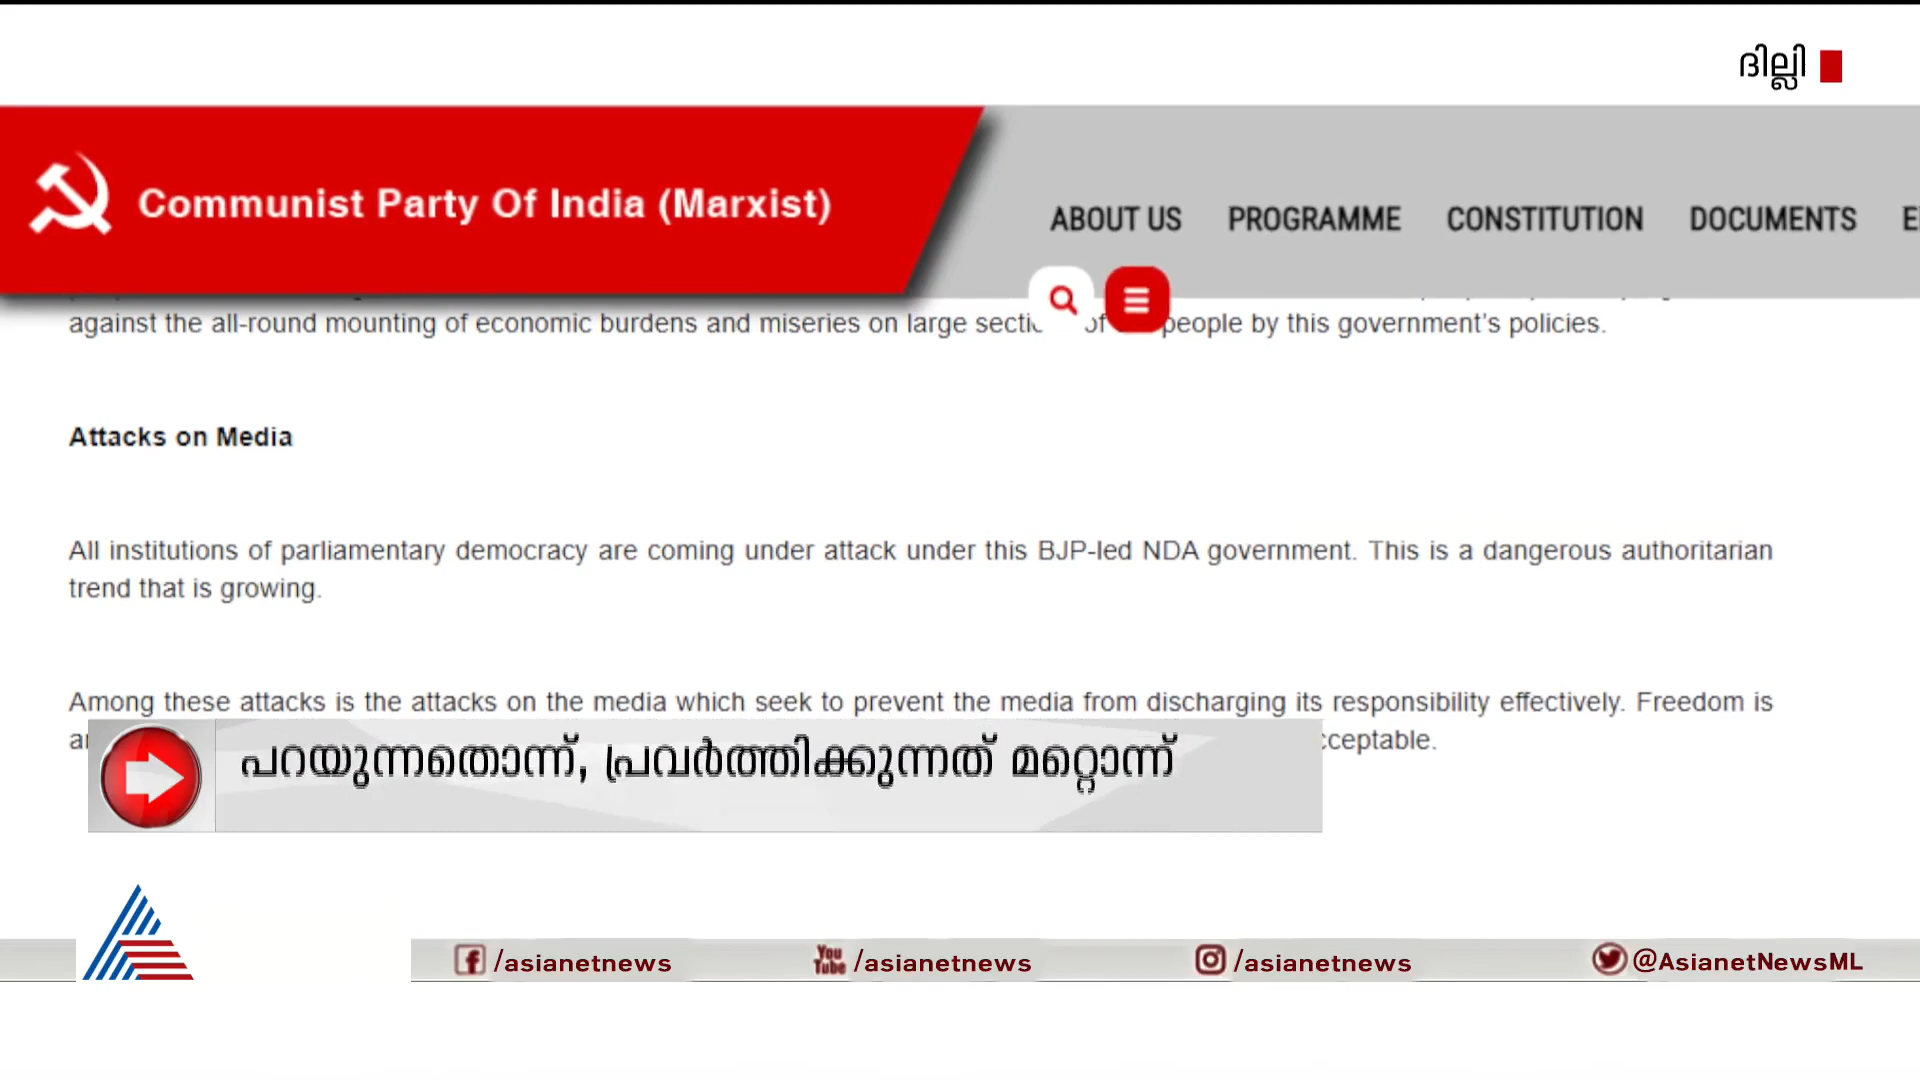 ദില്ലി
Communist Party Of India (Marxist)
ABOUT US PROGRAMME CONSTITUTION DOCUMENTS
against the all-round mounting of economic burdens and miseries on large of people by this government's policies.
Attacks on Media
All institutions of parliamentary democracy are coming under attack under this BJP-led NDA government. This is a dangerous authoritarian
trend that is growing.
Among these attacks is the attacks on the media which seek to prevent the media from discharging its responsibility effectively. Freedom is
പറയുന്നതൊന്ന്, പ്രവർത്തിക്കുന്നത് മറ്റൊന്ന്
/asianetnews You Tube /asianetnews /asianetnews @AsianetNewsML